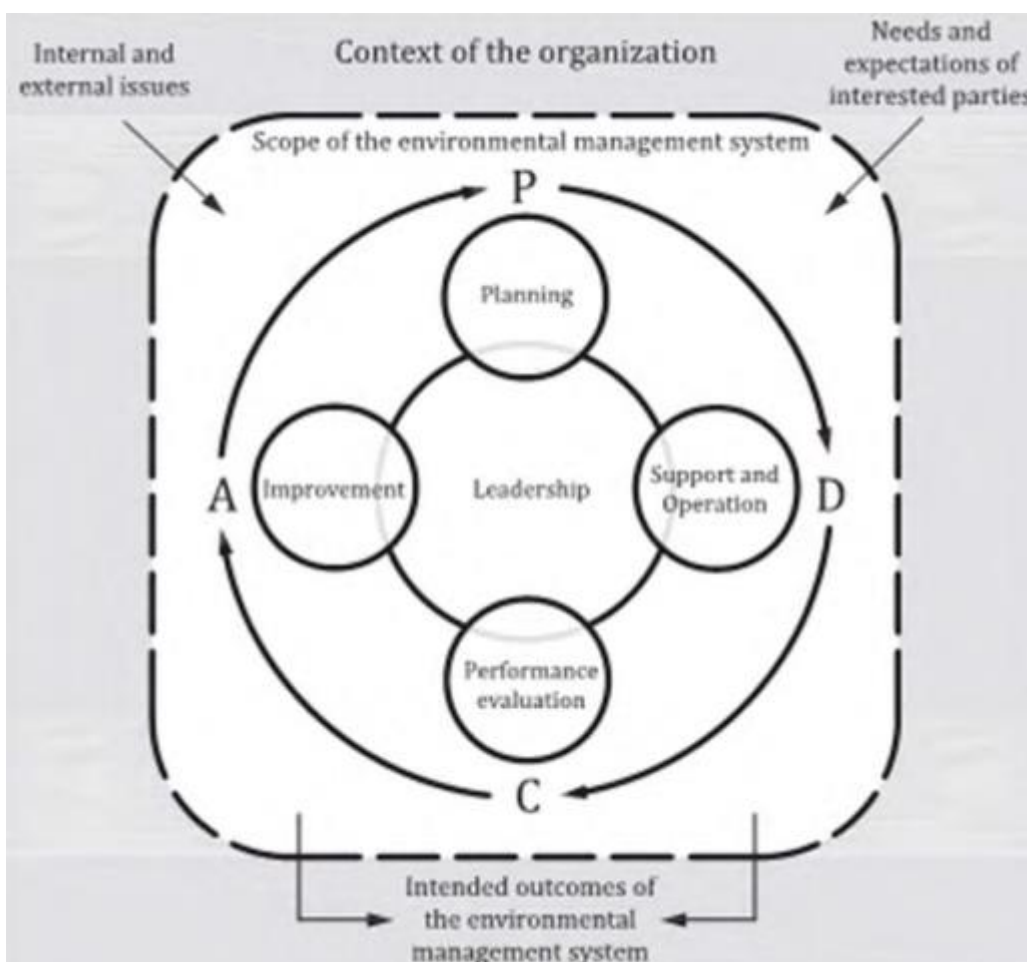 Internal and
external issues
Context of the organization
Needs and
expectations of
interested parties
Scope of the environmental management system
P
Planning
A
Improvement
Leadership
Support and
Operation
D
Performance
evaluation
C
Intended outcomes of
the environmental
management system